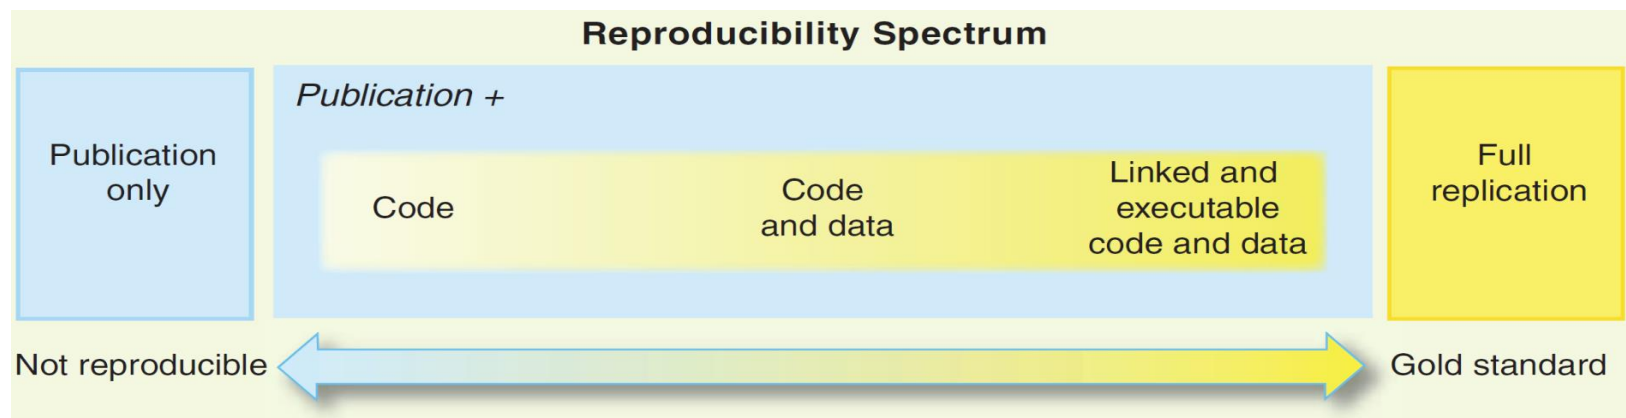 Reproducibility Spectrum
Publication
only
Publication +
Code
Code
and data
Linked and
executable
code and data
Full
replication
Not reproducible
Gold standard